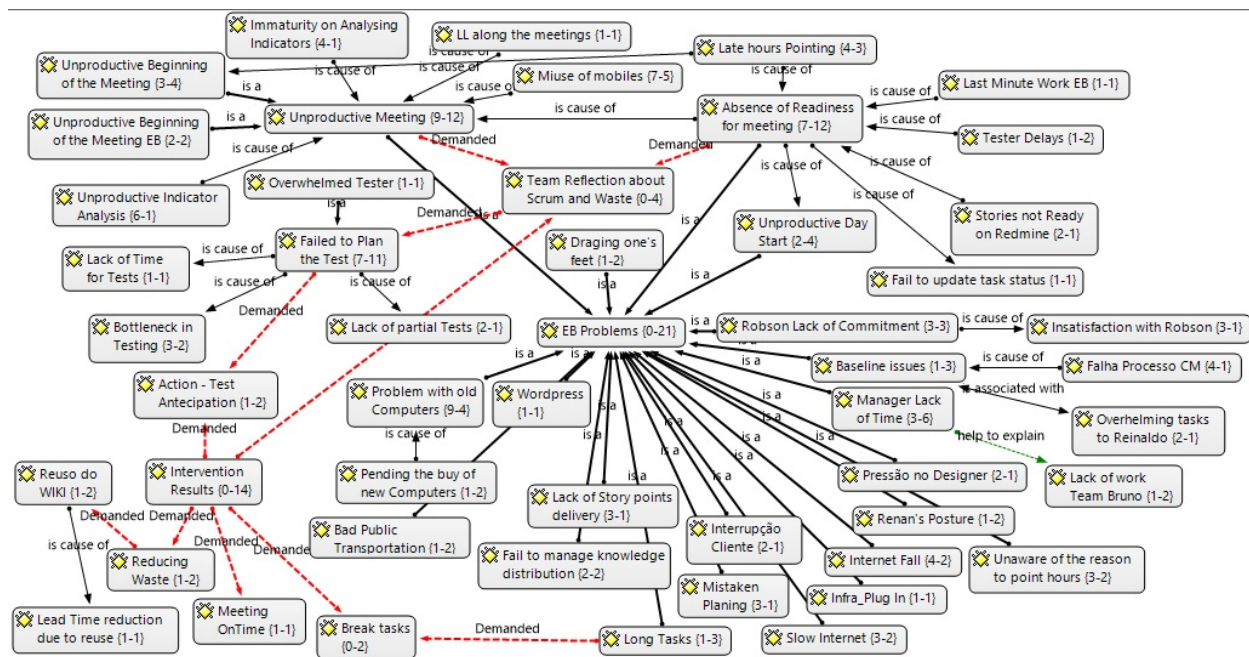 Immaturity on Analysing
Indicators {4-1}
LL along the meetings {1-1}
Late hours Pointing {4-3}
is cause of
is cause of
is cause of
Unproductive Beginning
of the Meeting {3-4}
Miuse of mobiles {7-5}
is cause of
is cause of
Last Minute Work EB {1-1}
is a
is cause of
Unproductive Meeting {9-12}
is cause of
Absence of Readiness
for meeting {7-12}
is cause of
Unproductive Beginning
of the Meeting EB {2-2}
is a
Demanded
Demanded
Tester Delays {1-2}
is cause of
is cause of
is cause of
is cause of
Unproductive Indicator
Analysis {6-1}
Overwhelmed Tester {1-1}
is a
Team Reflection about
Scrum and Waste {0-4}
Demanded
is a
is a
Unproductive Day
Start {2-4}
Stories not Ready
on Redmine {2-1}
Lack of Time
for Tests {1-1}
is cause of
Failed to Plan
the Test {7-11}
Draging one's
feet {1-2}
is a
is a
Fail to update task status {1-1}
is cause of
is cause of
Demanded
Bottleneck in
Testing {3-2}
Lack of partial Tests {2-1}
EB Problems {0-21}
is a
Robson Lack of Commitment {3-3}
is cause of
Insatisfaction with Robson {3-1}
is a
is a
is a
Baseline issues {1-3}
is cause of
Falha Processo CM {4-1}
Action - Test
Antecipation {1-2}
Problem with old
Computers {9-4}
Wordpress
{1-1}
is a
Manager Lack
of Time {3-6}
is associated with
Overhelming tasks
to Reinaldo {2-1}
Demanded
is cause of
is a
is a
is a
is a
help to explain
Reuso do
WIKI {1-2}
Intervention
Results {0-14}
Pending the buy of
new Computers {1-2}
is a
is a
Pressão no Designer {2-1}
Lack of work
Team Bruno {1-2}
Demanded
Demanded
Lack of Story points
delivery {3-1}
Renan's Posture {1-2}
is cause of
Demanded
Demanded
Bad Public
Transportation {1-2}
Interrupção
Cliente {2-1}
Reducing
Waste {1-2}
Fail to manage knowledge
distribution {2-2}
Internet Fall {4-2}
Unaware of the reason
to point hours {3-2}
Mistaken
Planing {3-1}
Infra_Plug In {1-1}
Lead Time reduction
due to reuse {1-1}
Meeting
OnTime {1-1}
Break tasks
{0-2}
Demanded
Long Tasks {1-3}
Slow Internet {3-2}